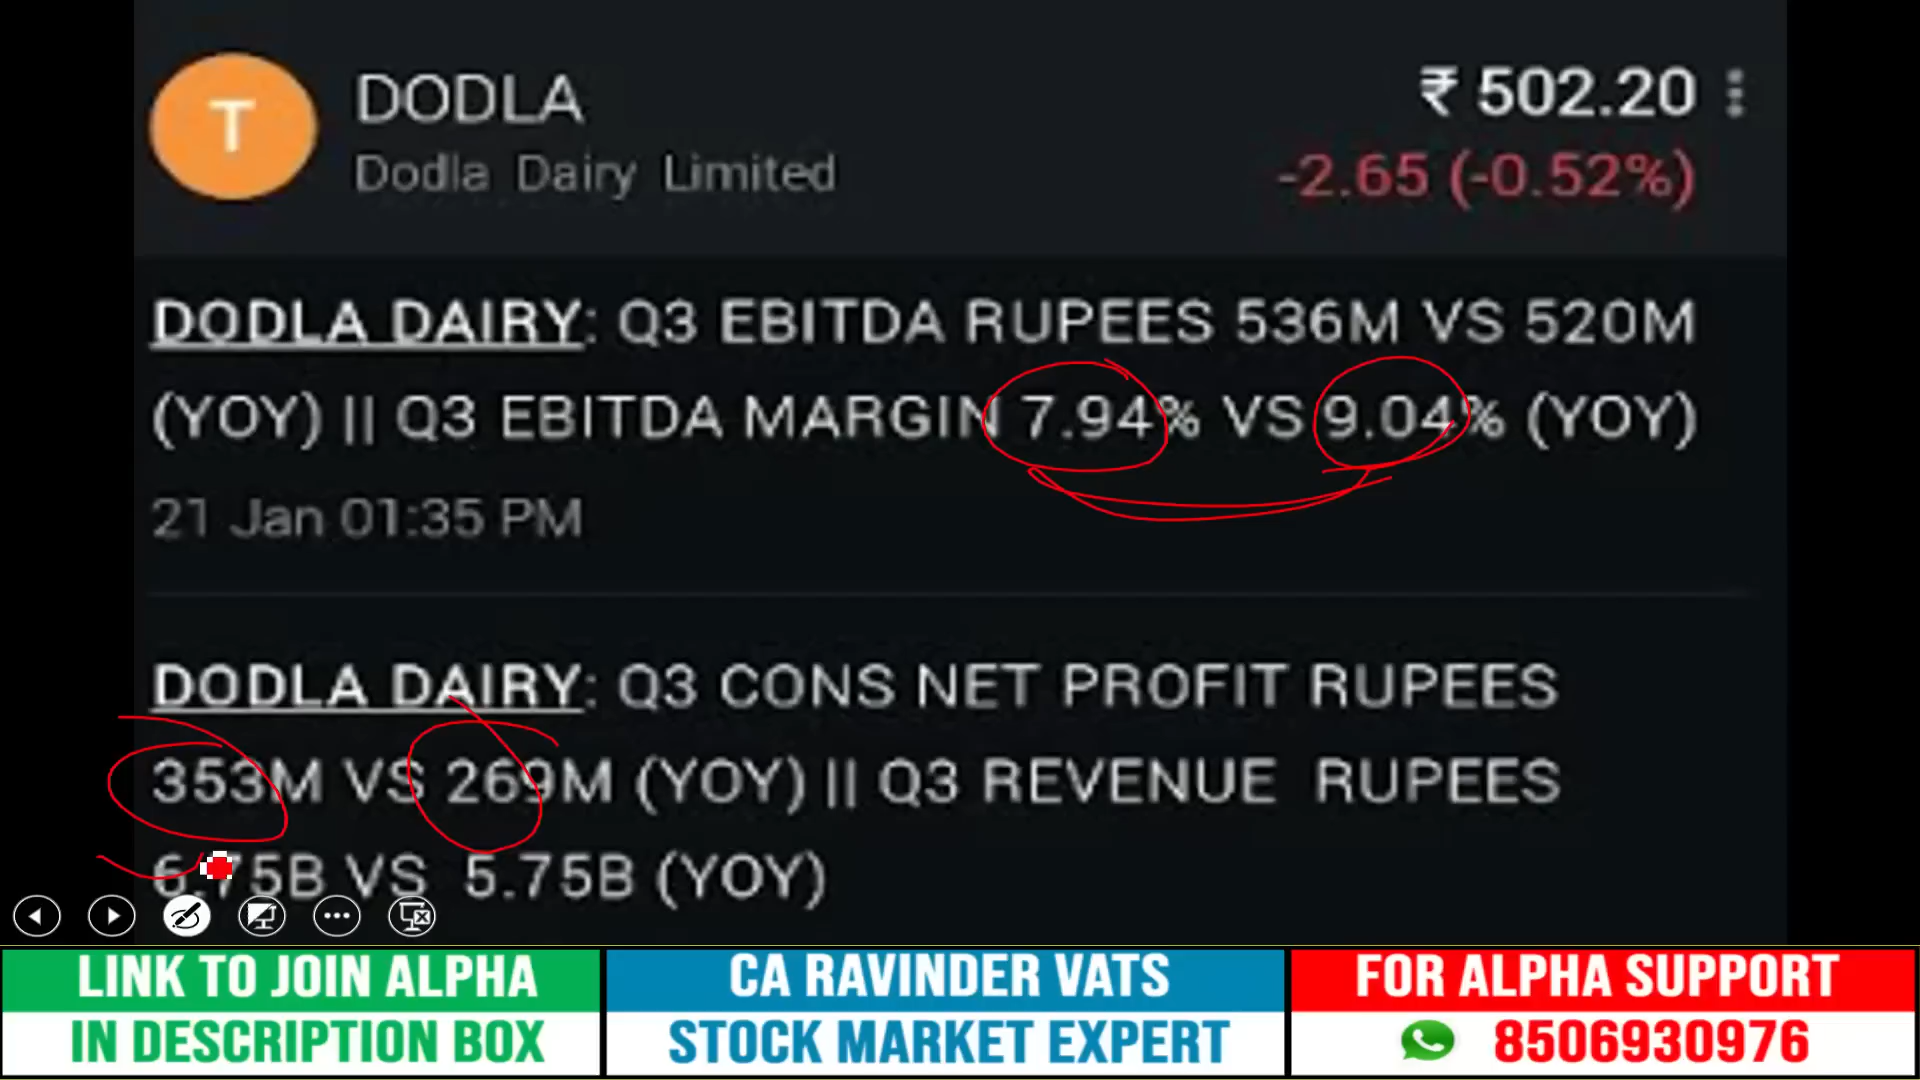 T
DODLA
₹ 502.20
Dodla Dairy Limited
-2.65 (-0.52%)
DODLA DAIRY: Q3 EBITDA RUPEES 536M VS 520M
(YOY) || Q3 EBITDA MARGIN 7.94% VS 9.04% (YOY)
21 Jan 01:35 PM
DODLA DAIRY: Q3 CONS NET PROFIT RUPEES
353M VS 269M (YOY) || Q3 REVENUE RUPEES
6.75B VS 5.75B (YOY)
LINK TO JOIN ALPHA
IN DESCRIPTION BOX
CA RAVINDER VATS
STOCK MARKET EXPERT
FOR ALPHA SUPPORT
8506930976